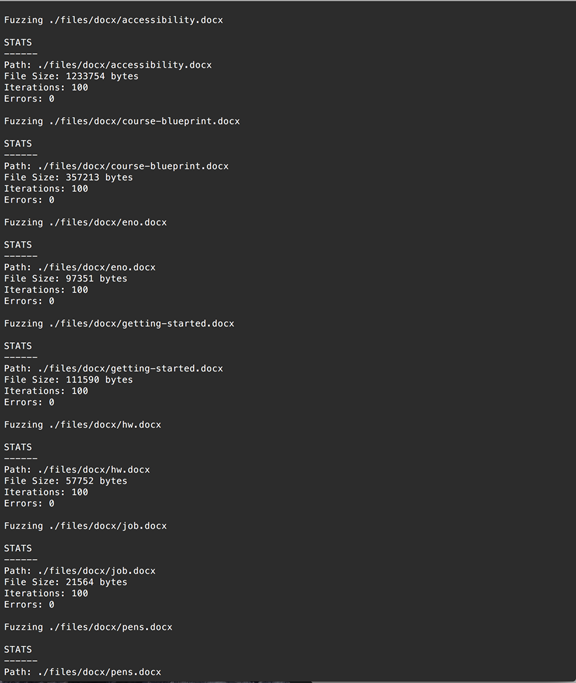 Fuzzing ./files/docx/accessibility.docx
STATS
------
Path: ./files/docx/accessibility.docx
File Size: 1233754 bytes
Iterations: 100
Errors: 0
Fuzzing ./files/docx/course-blueprint.docx
STATS
------
Path: ./files/docx/course-blueprint.docx
File Size: 357213 bytes
Iterations: 100
Errors: 0
Fuzzing ./files/docx/eno.docx
STATS
------
Path: ./files/docx/eno.docx
File Size: 97351 bytes
Iterations: 100
Errors: 0
Fuzzing ./files/docx/getting-started.docx
STATS
------
Path: ./files/docx/getting-started.docx
File Size: 111590 bytes
Iterations: 100
Errors: 0
Fuzzing ./files/docx/hw.docx
STATS
------
Path: ./files/docx/hw.docx
File Size: 57752 bytes
Iterations: 100
Errors: 0
Fuzzing ./files/docx/job.docx
STATS
------
Path: ./files/docx/job.docx
File Size: 21564 bytes
Iterations: 100
Errors: 0
Fuzzing ./files/docx/pens.docx
STATS
------
Path: ./files/docx/pens.docx